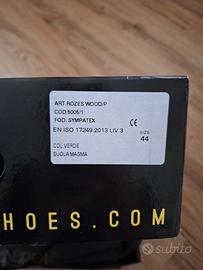 ART.ROZES WOOD/P
COD.5005/1
FOD. SYMPATEX
CE
EN ISO 17249:2013 LIV.3
SIZE
44
COL.VERDE
SUOLA MAGMA
HOES.COM
subito